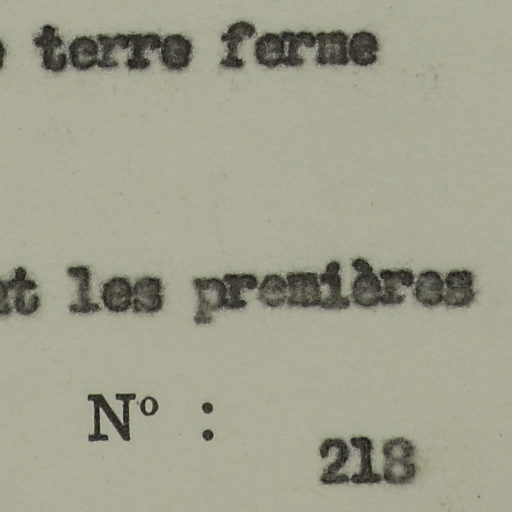 terre ferme
les premières
N° :
218